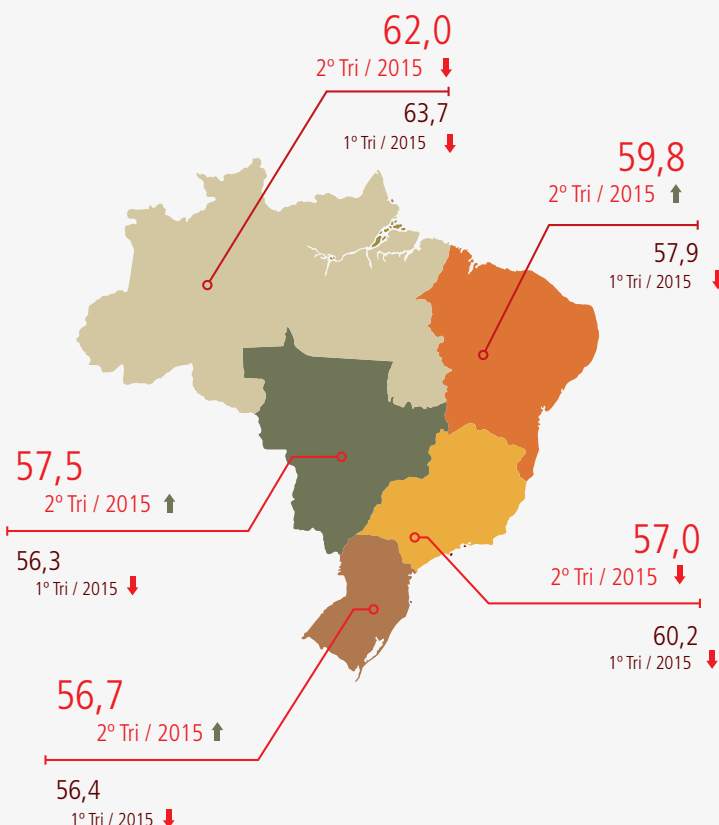 62,0
2º Tri / 2015
63,7
1º Tri / 2015
59,8
2º Tri / 2015
57,9
1º Tri / 2015
57,5
2º Tri / 2015
56,3
1º Tri / 2015
57,0
2º Tri / 2015
60,2
1º Tri / 2015
56,7
2º Tri / 2015
56,4
1º Tri / 2015